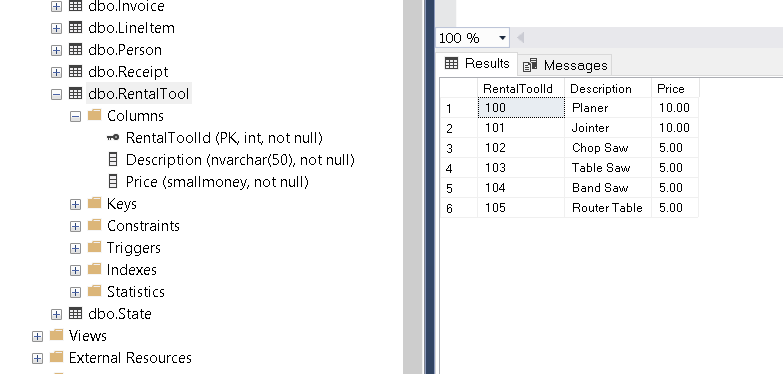 dbo.Invoice
dbo.LineItem
dbo.Person
dbo.Receipt
dbo.RentalTool
Columns
RentalToolId (PK, int, not null)
Description (nvarchar(50), not null)
Price (smallmoney, not null)
Keys
Constraints
Triggers
Indexes
Statistics
dbo.State
Views
External Resources
100 %
Results Messages
RentalToolId Description Price
1 100 Planer 10.00
2 101 Jointer 10.00
3 102 Chop Saw 5.00
4 103 Table Saw 5.00
5 104 Band Saw 5.00
6 105 Router Table 5.00